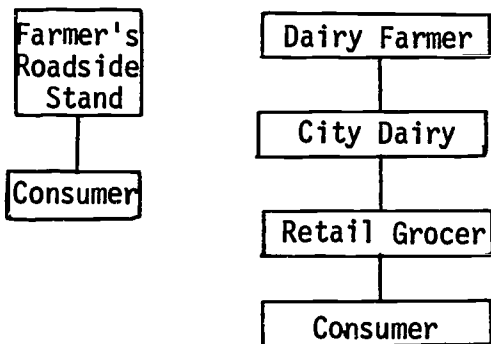 Farmer's
Roadside
Stand
Consumer
Dairy Farmer
City Dairy
Retail Grocer
Consumer